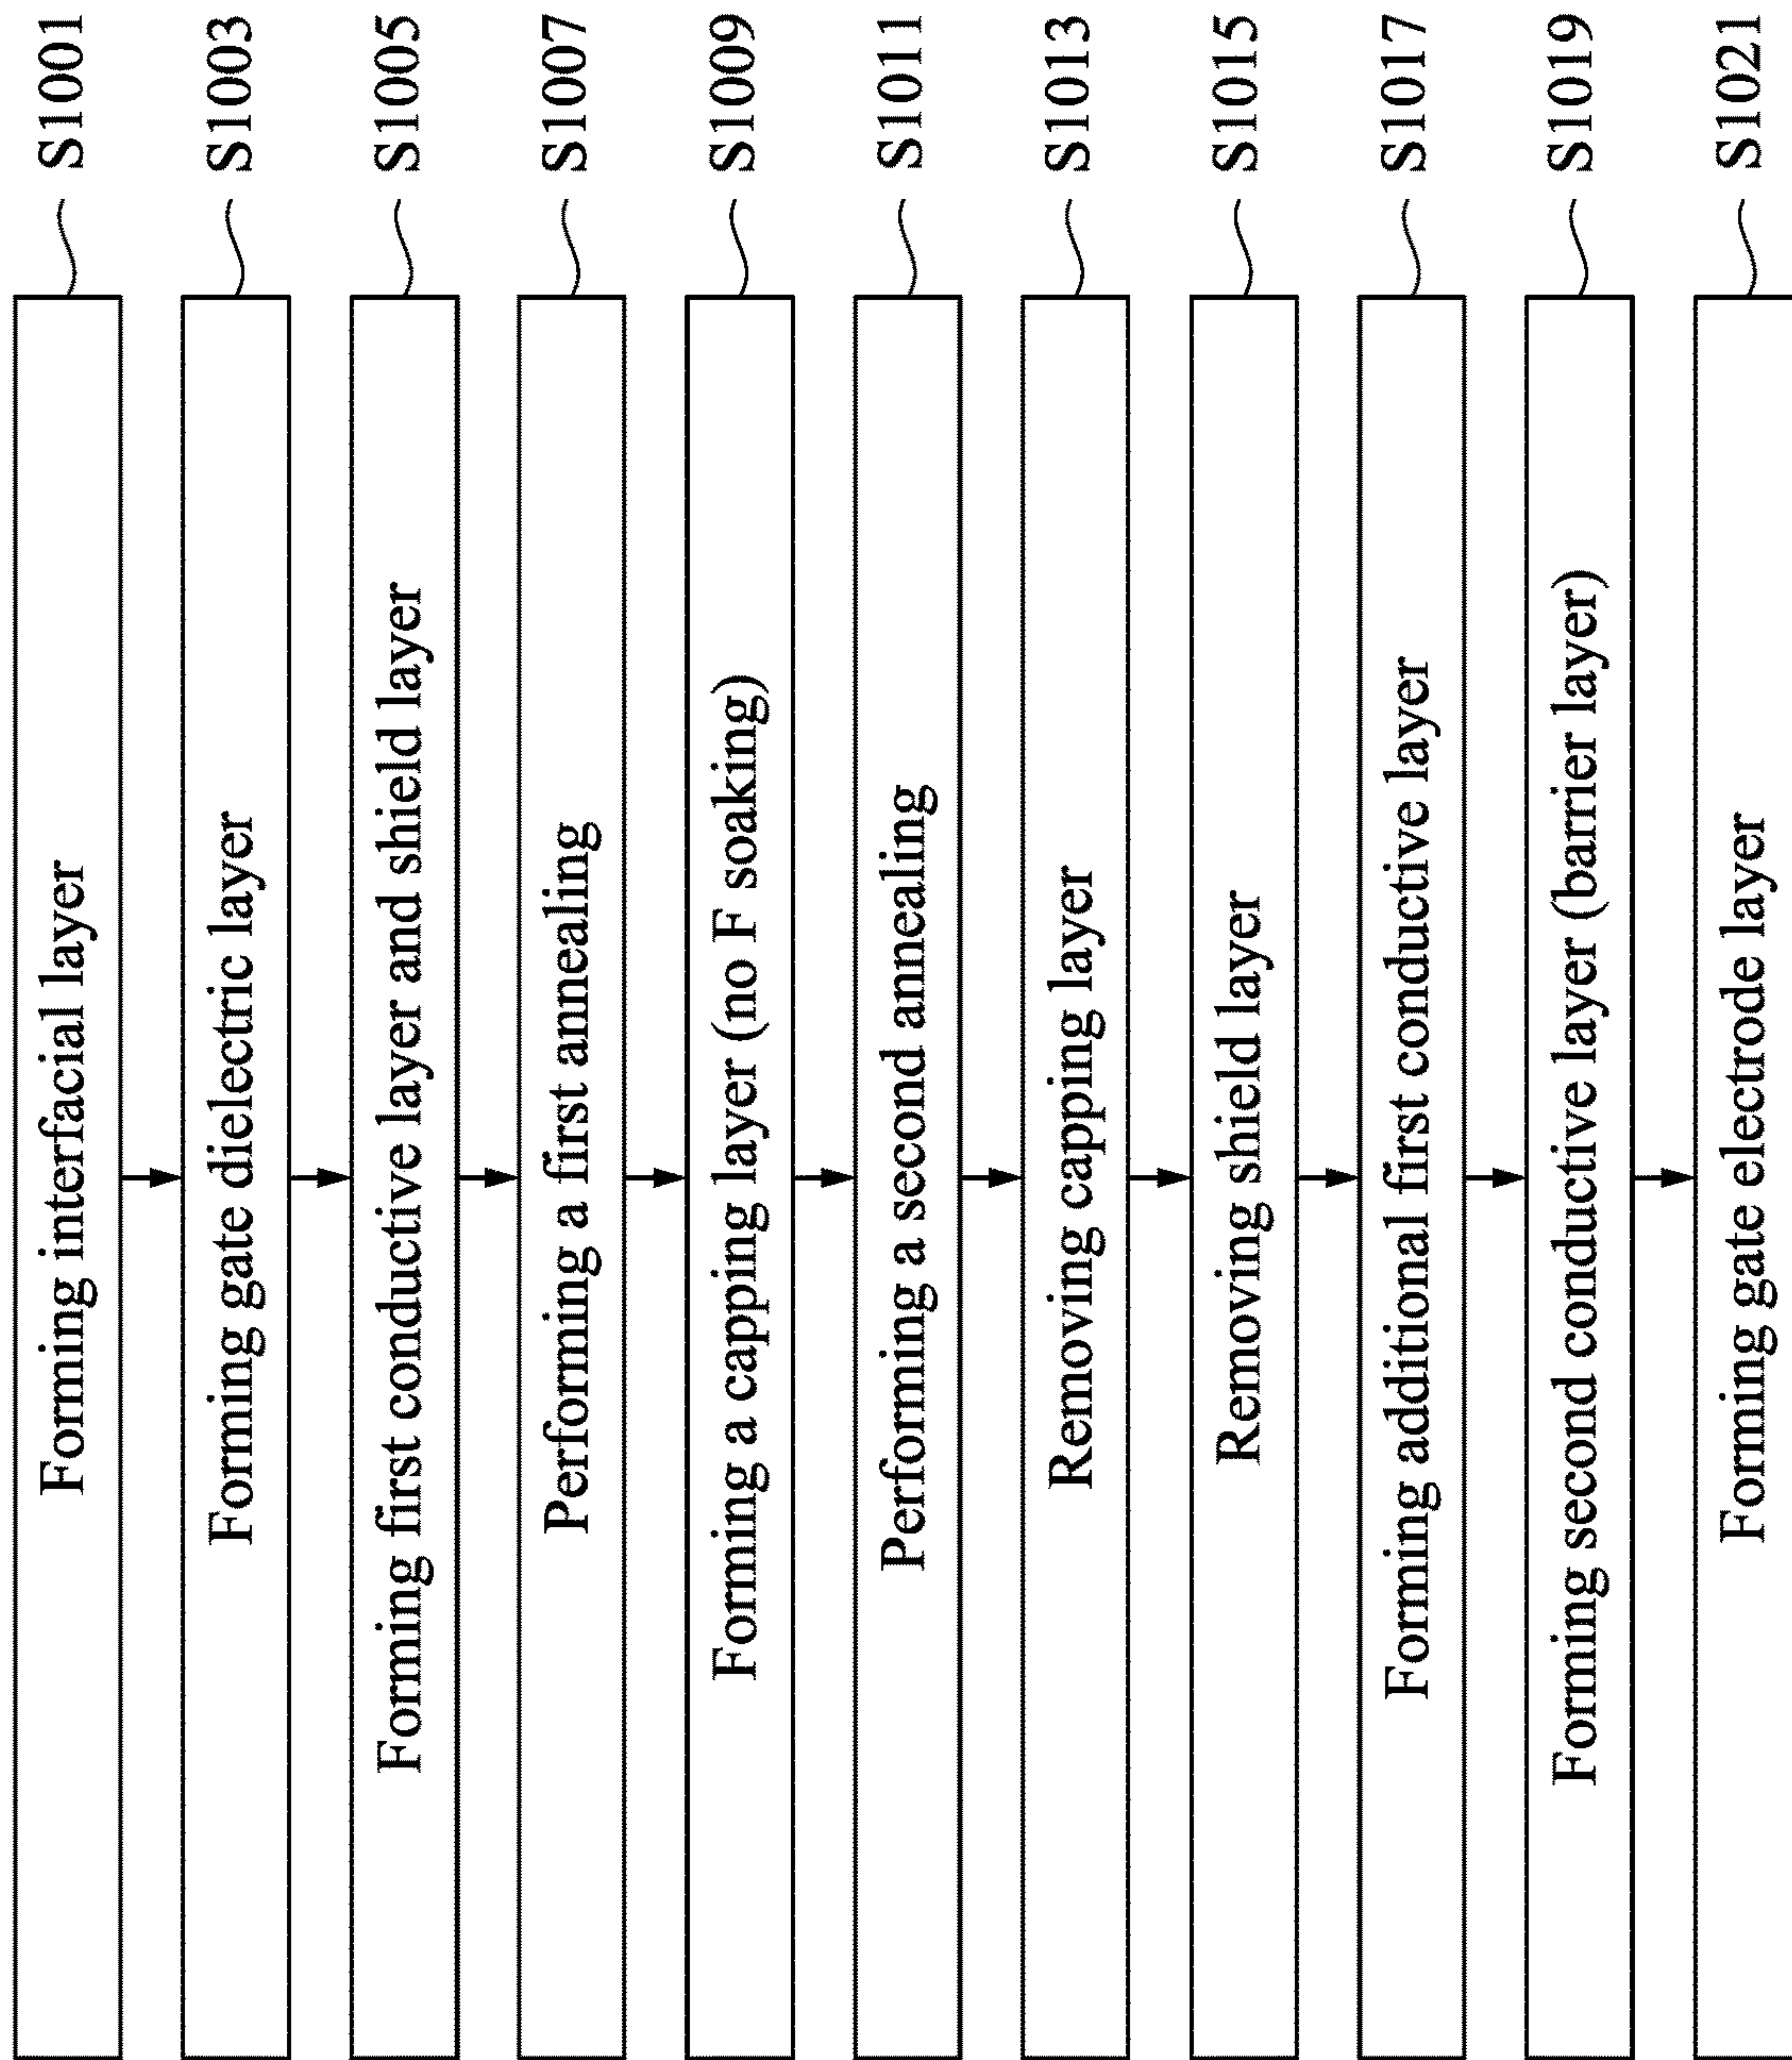 Forming interfacial layer S1001
Forming gate dielectric layer S1003
Forming first conductive layer and shield layer S1005
Performing a first annealing S1007
Forming a capping layer (no F soaking) S1009
Performing a second annealing S1011
Removing capping layer S1013
Removing shield layer S1015
Forming additional first conductive layer S1017
Forming second conductive layer (barrier layer) S1019
Forming gate electrode layer S1021